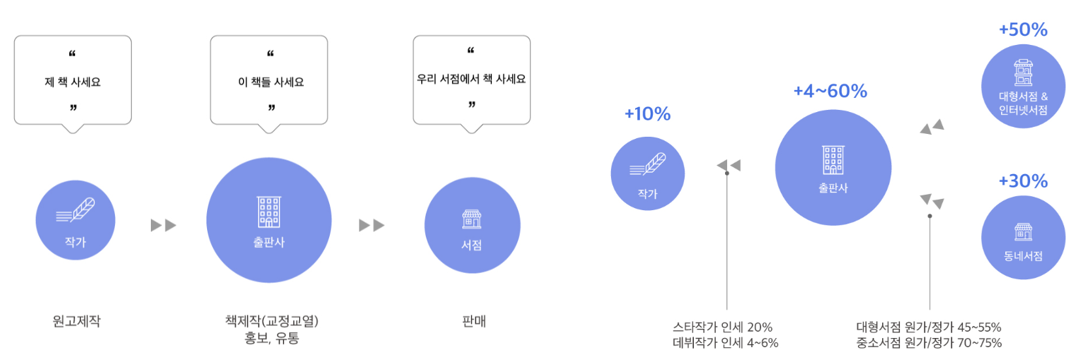 “
제 책 사세요
”
“
이 책들 사세요
”
“
우리 서점에서 책 사세요
”
작가
출판사
서점
원고제작
책제작(교정교열)
홍보, 유통
판매
+10%
작가
+4~60%
출판사
+50%
대형서점 &
인터넷서점
+30%
동네서점
스타작가 인세 20%
데뷔작가 인세 4~6%
대형서점 원가/정가 45~55%
중소서점 원가/정가 70~75%